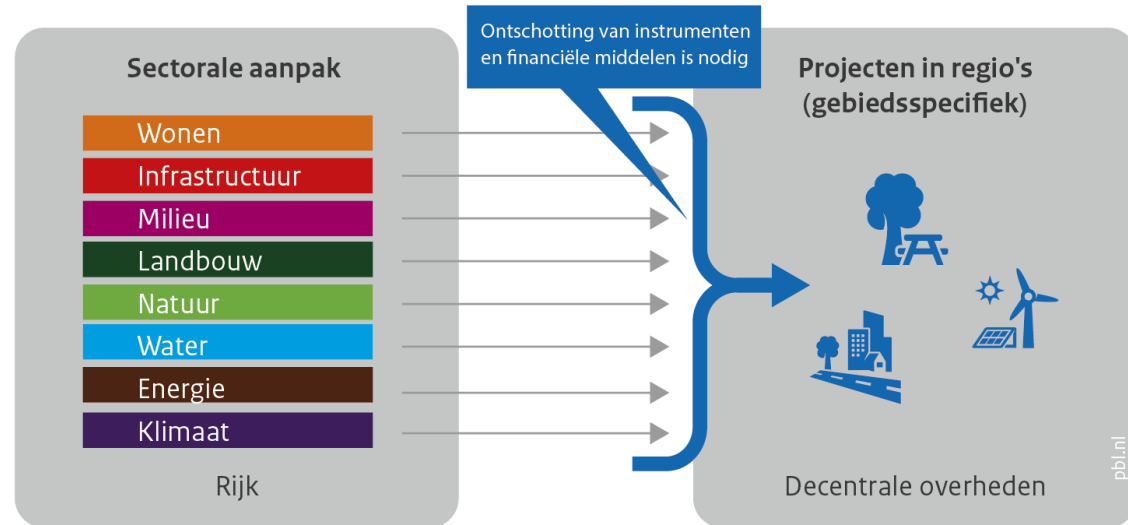 Ontschotting van instrumenten
en financiële middelen is nodig
Sectorale aanpak
Wonen
Infrastructuur
Milieu
Landbouw
Natuur
Water
Energie
Klimaat
Rijk
Projecten in regio's
(gebiedsspecifiek)
Decentrale overheden
pbl.nl